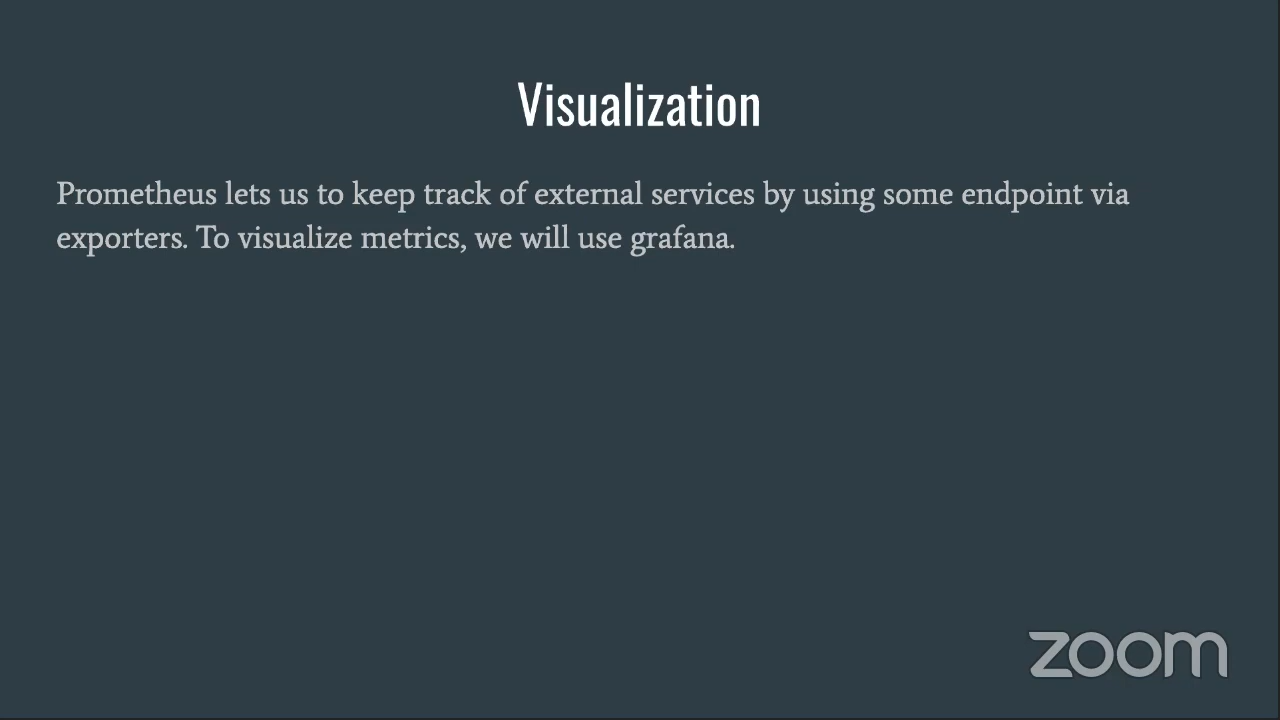 Visualization
Prometheus lets us to keep track of external services by using some endpoint via
exporters. To visualize metrics, we will use grafana.
zoom